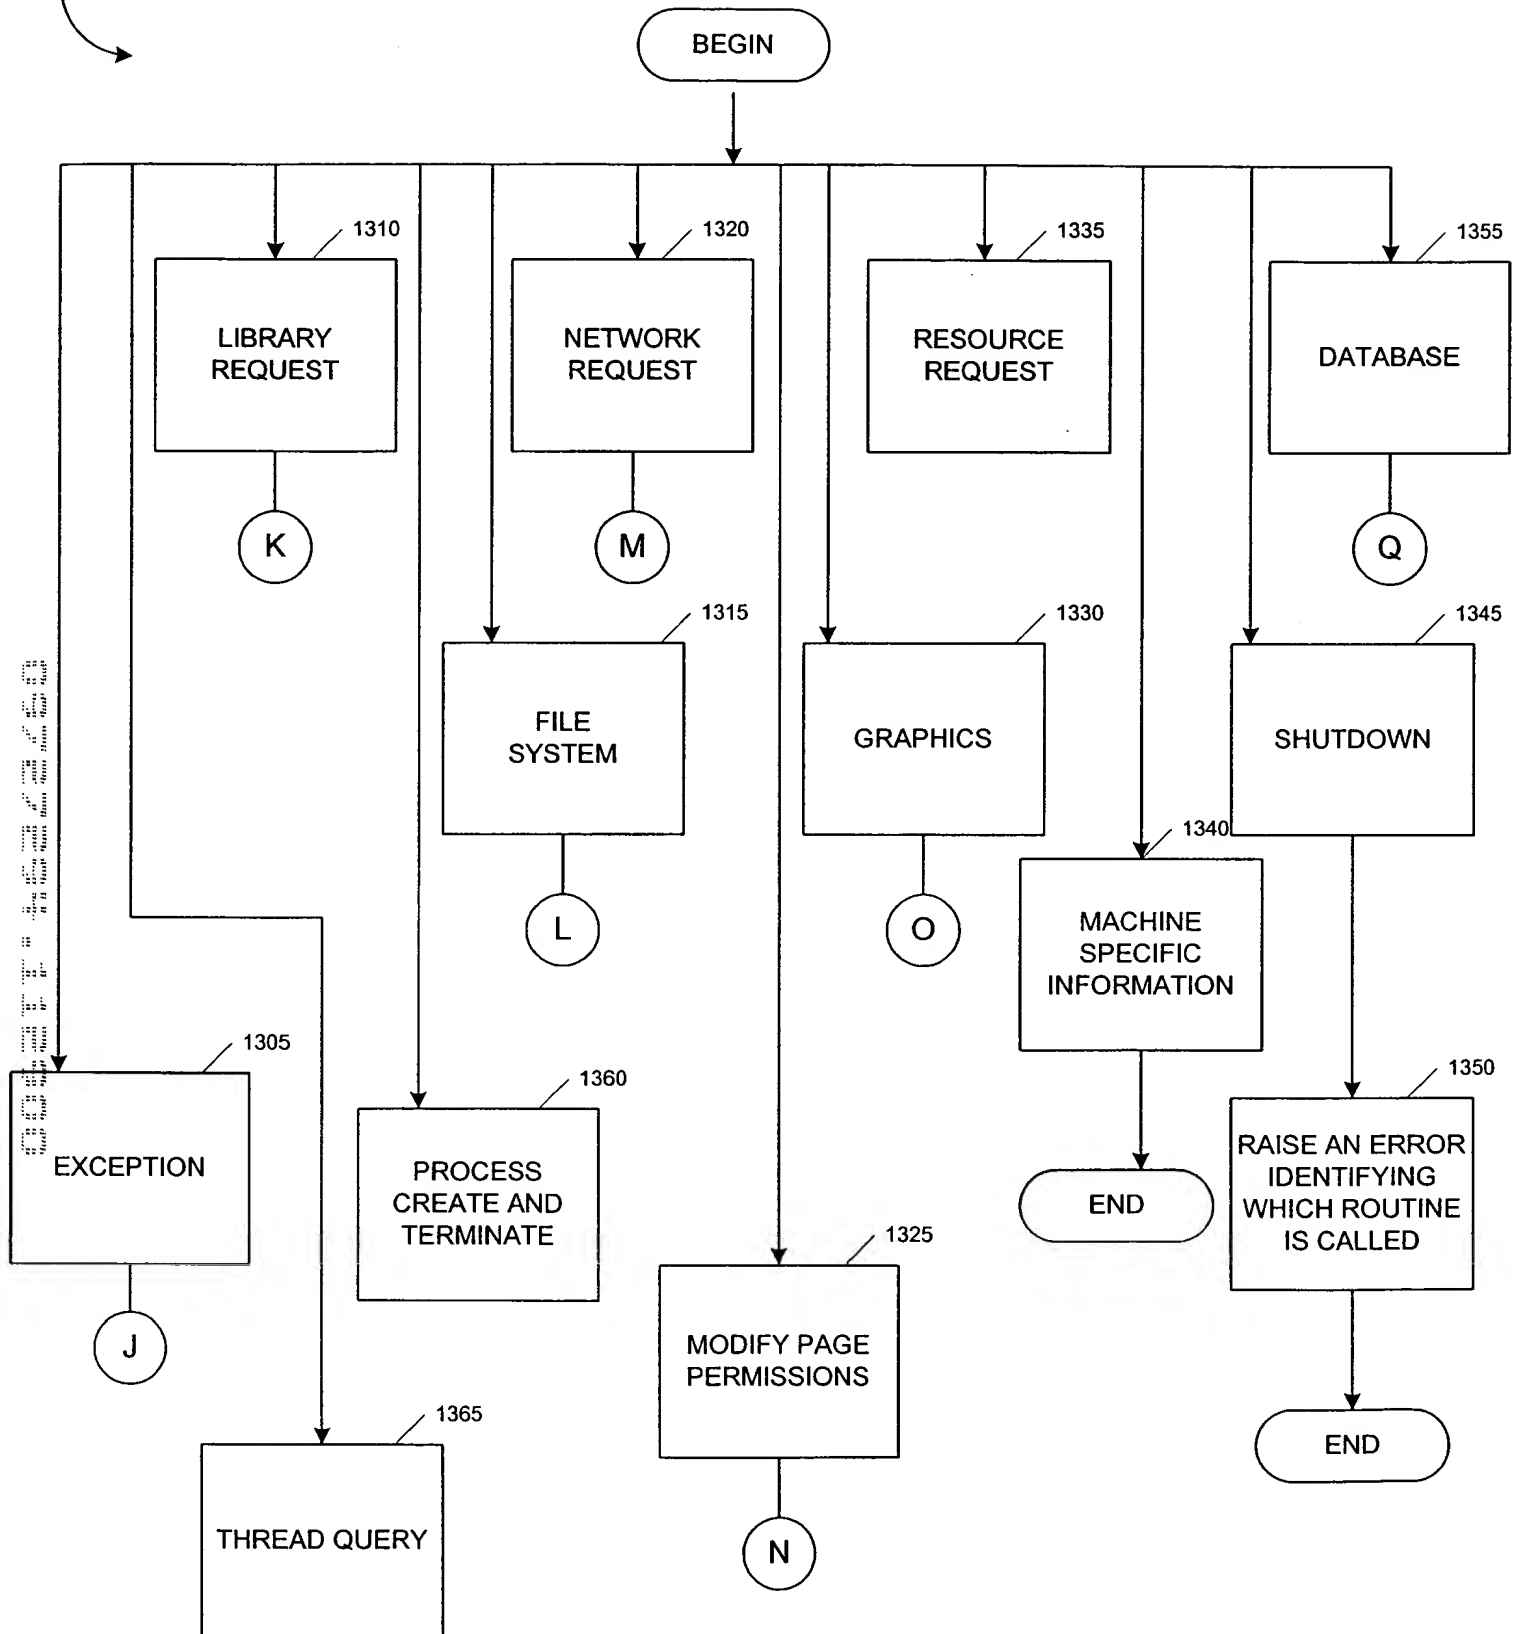 BEGIN
1310
1320
1335
1355
LIBRARY
REQUEST
NETWORK
REQUEST
RESOURCE
REQUEST
DATABASE
K
M
Q
1315
1330
1345
FILE
SYSTEM
GRAPHICS
SHUTDOWN
1340
L
O
MACHINE
SPECIFIC
INFORMATION
1305
1360
1350
EXCEPTION
PROCESS
CREATE AND
TERMINATE
END
RAISE AN ERROR
IDENTIFYING
WHICH ROUTINE
IS CALLED
1325
J
MODIFY PAGE
PERMISSIONS
1365
END
THREAD QUERY
N